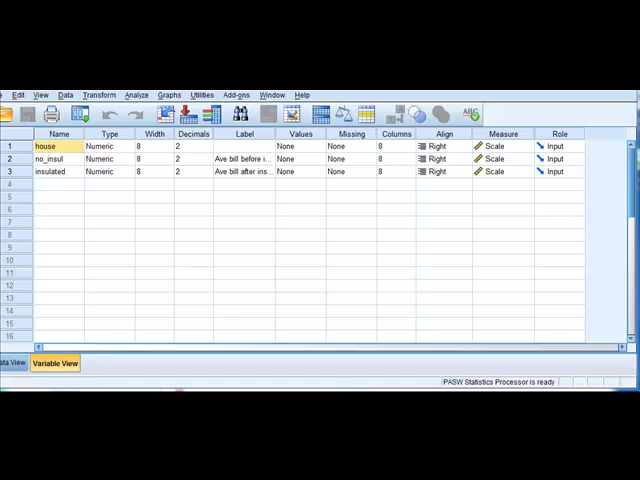 Edit View Data Transform Analyze Graphs Utilities Add-ons Window Help
ABC
Name Type Width Decimals Label Values Missing Columns Align Measure Role
1 house Numeric 8 2 None None 8 Right Scale Input
2 no_insul Numeric 8 2 Ave bill before i... None None 8 Right Scale Input
3 insulated Numeric 8 2 Ave bill after ins... None None 8 Right Scale Input
4
5
6
7
8
9
10
11
12
13
14
15
16
ata View Variable View
PASW Statistics Processor is ready